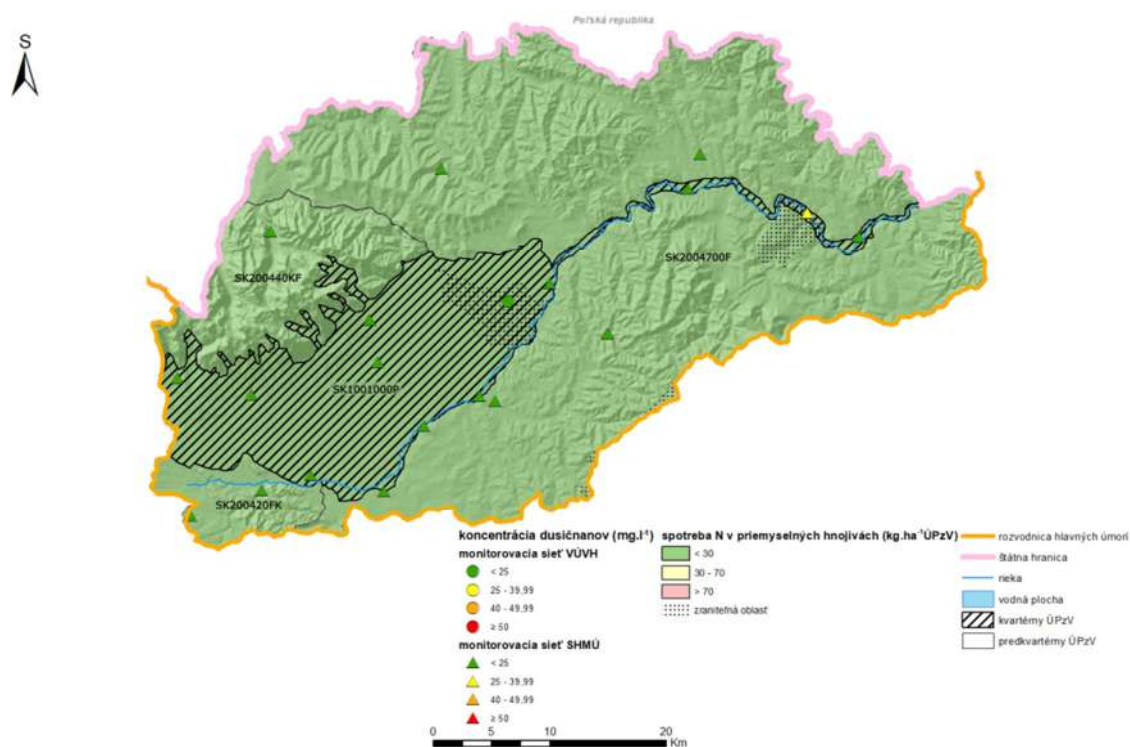 Poľská republika
S
SK200440KF
SK2004700F
SK1001000P
SK200420FK
koncentrácia dusičnanov (mg.l⁻¹)
monitorovacia sieť VÚVH
< 25
25 - 39,99
40 - 49,99
≥ 50
monitorovacia sieť SHMÚ
< 25
25 - 39,99
40 - 49,99
≥ 50
spotreba N v priemyselných hnojivách (kg.ha⁻¹ÚPzV)
< 30
30 - 70
> 70
zraniteľná oblasť
rozvodnica hlavných úmorí
štátna hranica
rieka
vodná plocha
kvartérny ÚPzV
predkvartérny ÚPzV
0 5 10 20
Km